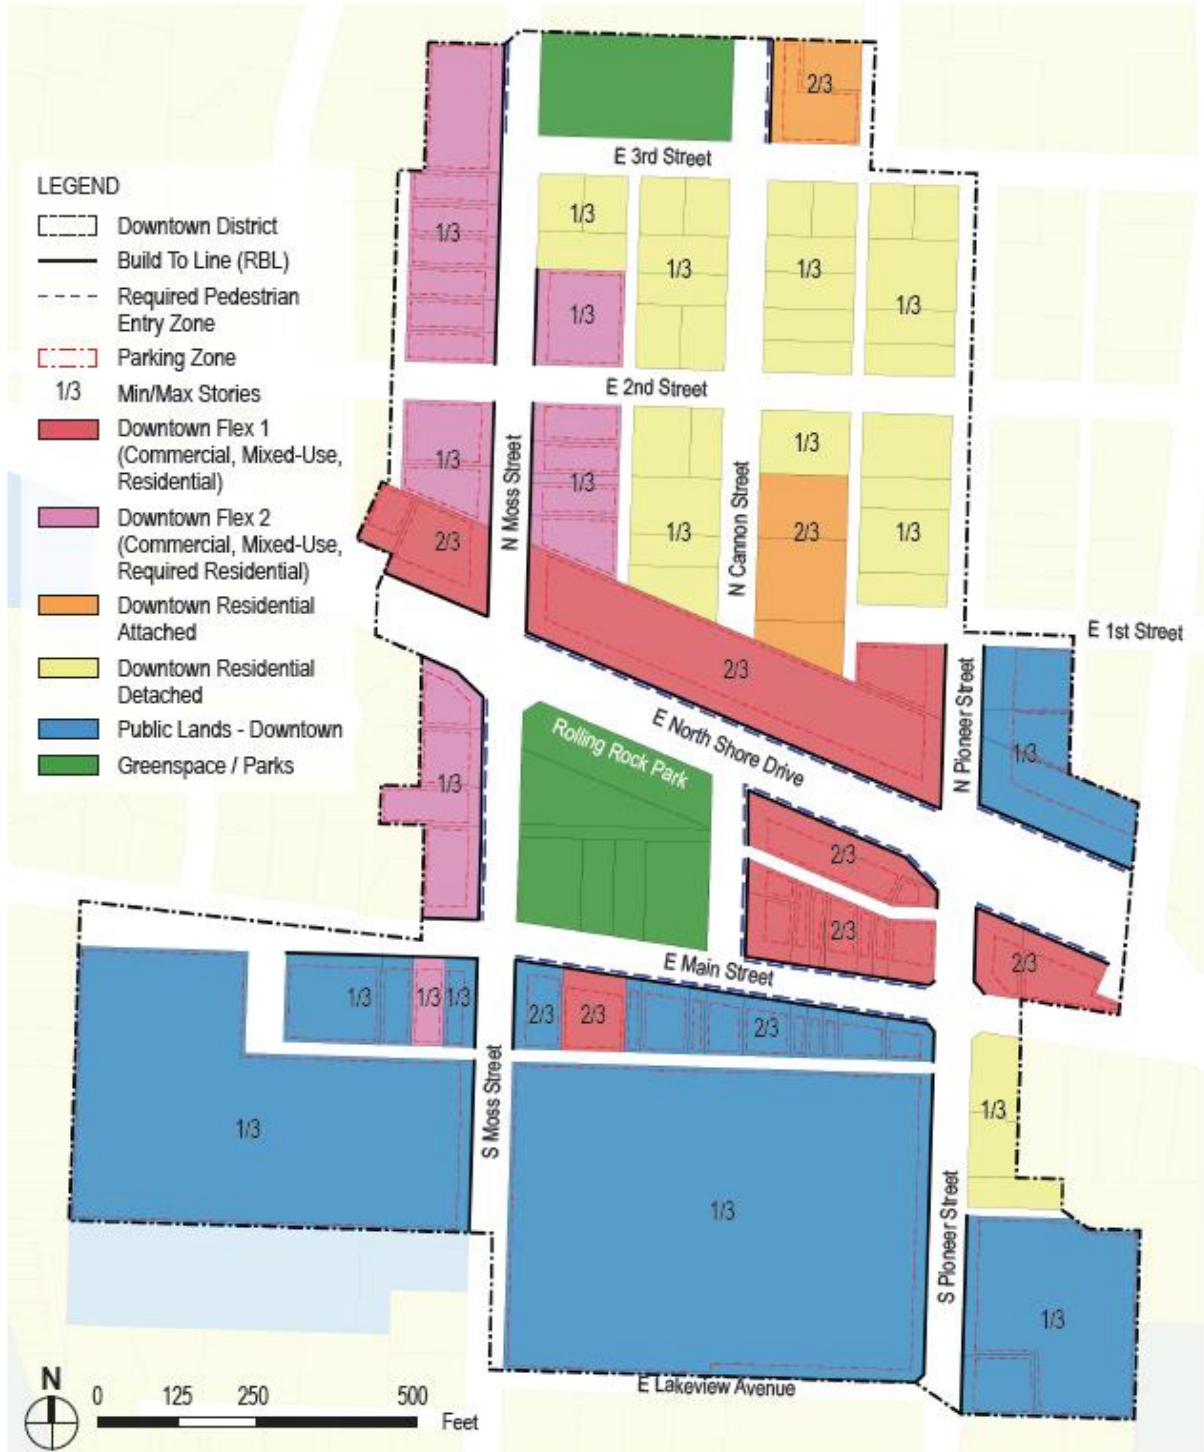 LEGEND
Downtown District
Build To Line (RBL)
Required Pedestrian
Entry Zone
Parking Zone
1/3 Min/Max Stories
Downtown Flex 1
(Commercial, Mixed-Use,
Residential)
Downtown Flex 2
(Commercial, Mixed-Use,
Required Residential)
Downtown Residential
Attached
Downtown Residential
Detached
Public Lands - Downtown
Greenspace / Parks
2/3
E 3rd Street
1/3
1/3
1/3
1/3
1/3
1/3
1/3
E 2nd Street
1/3
1/3
1/3
1/3
2/3
1/3
2/3
N Moss Street
N Cannon Street
E 1st Street
2/3
N Pioneer Street
E North Shore Drive
Rolling Rock Park
1/3
1/3
2/3
2/3
2/3
E Main Street
1/3
1/3
1/3
2/3
2/3
2/3
1/3
S Moss Street
1/3
1/3
S Pioneer Street
1/3
E Lakeview Avenue
N
0
125
250
500
Feet